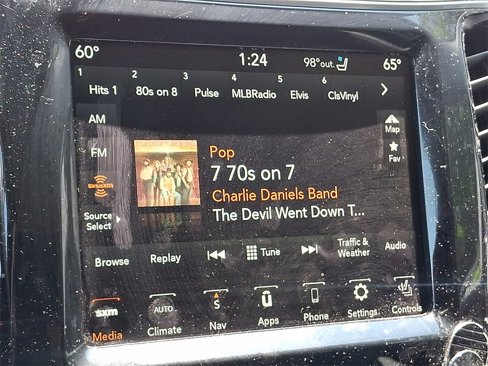 60° 1:24 98° out. 65°
1 2 3 4 5 6
Hits 1 80s on 8 Pulse MLBRadio Elvis ClsVinyl
AM
Map
FM
Pop
Fav
7 70s on 7
siriusxm
Charlie Daniels Band
Source
Select
The Devil Went Down T...
Browse Replay Tune Traffic & Weather Audio
sxm AUTO S ū
Media Climate Nav Apps Phone Settings Controls